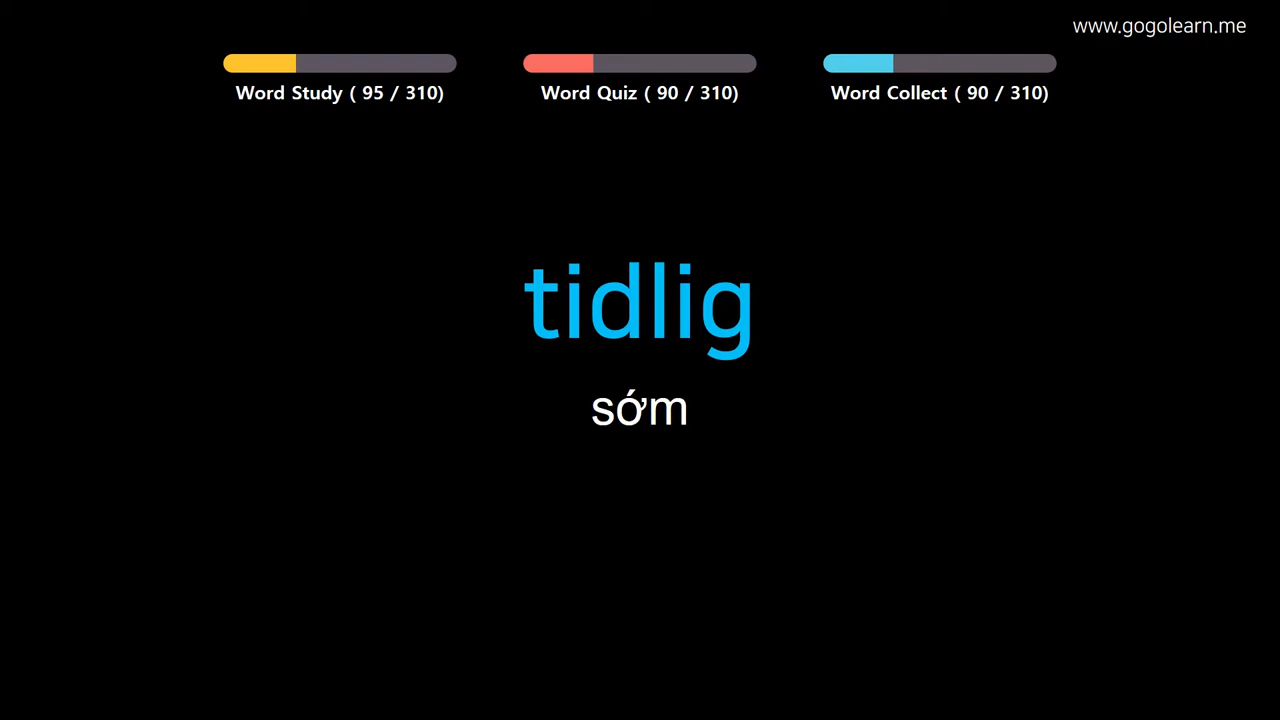 www.gogolearn.me
Word Study ( 95 / 310)
Word Quiz ( 90 / 310)
Word Collect ( 90 / 310)
tidlig
sớm